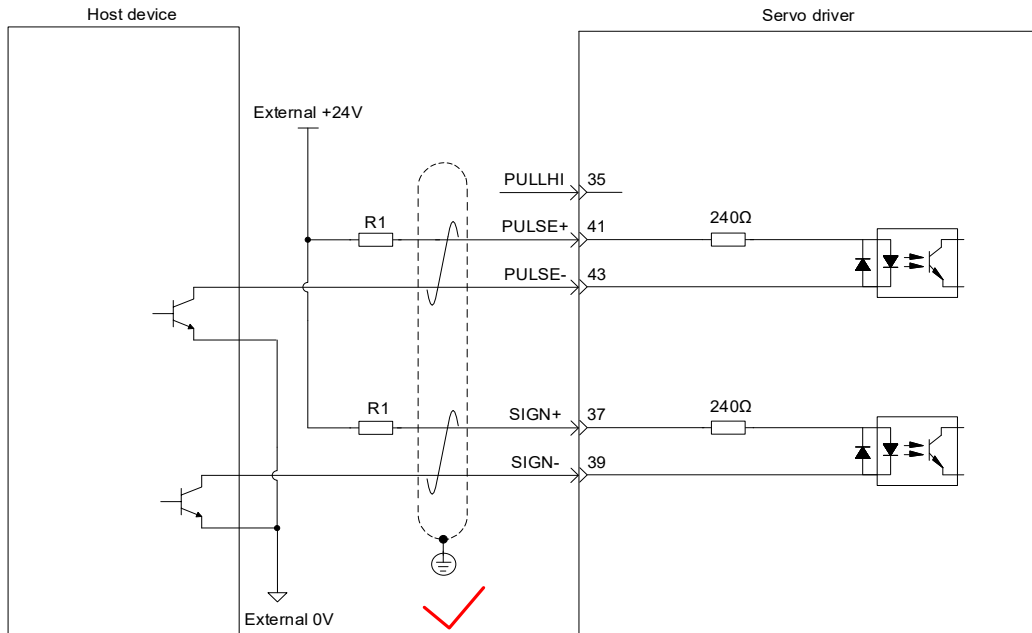 Host device
Servo driver
External +24V
PULLHI
35
R1
PULSE+
41
240Ω
PULSE-
43
R1
SIGN+
37
240Ω
SIGN-
39
External 0V